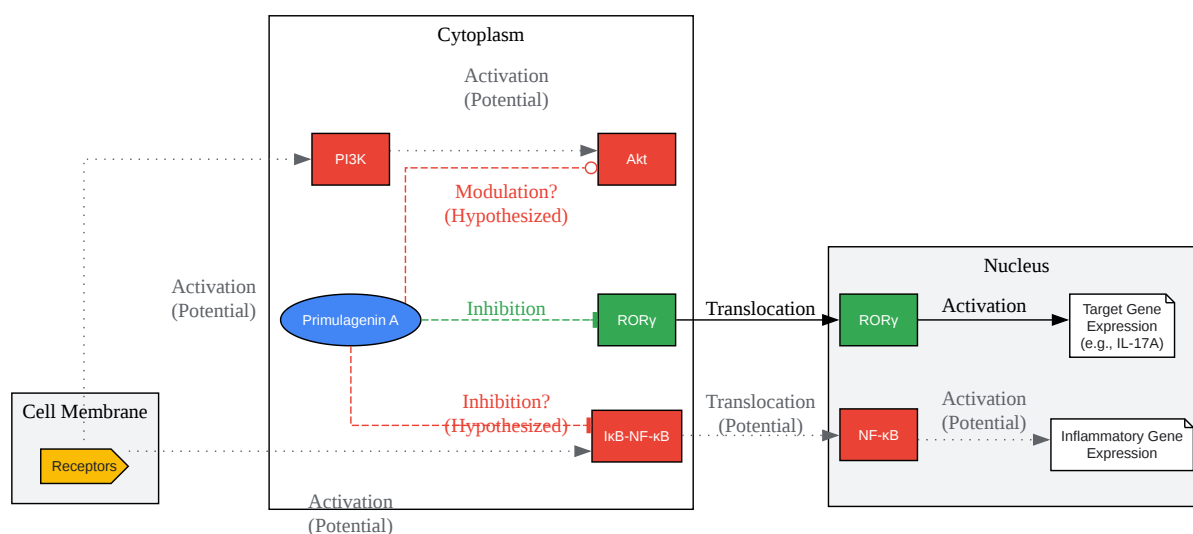 Cytoplasm
Activation
(Potential)
PI3K
Akt
Modulation?
(Hypothesized)
Nucleus
Activation
(Potential)
Primulagenin A
Inhibition
RORγ
Translocation
RORγ
Activation
Target Gene
Expression
(e.g., IL-17A)
Cell Membrane
Inhibition?
(Hypothesized)
IκB-NF-κB
Translocation
(Potential)
NF-κB
Activation
(Potential)
Inflammatory Gene
Expression
Receptors
Activation
(Potential)